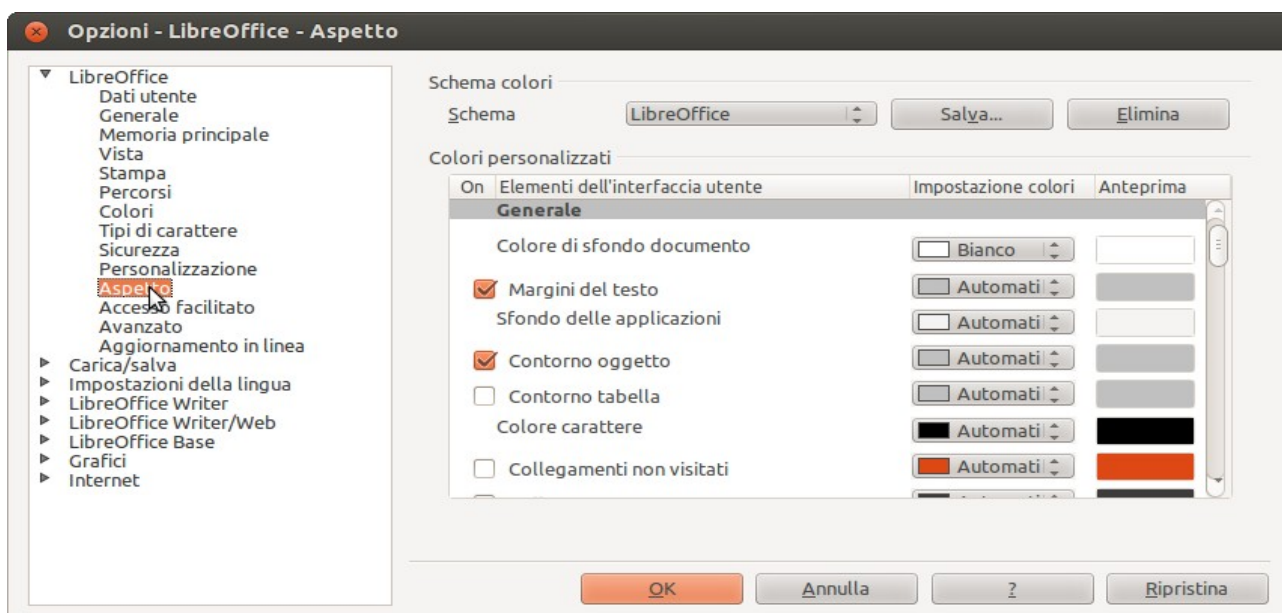 Opzioni - LibreOffice - Aspetto
LibreOffice
Dati utente
Generale
Memoria principale
Vista
Stampa
Percorsi
Colori
Tipi di carattere
Sicurezza
Personalizzazione
Aspetto
Accesso facilitato
Avanzato
Aggiornamento in linea
Carica/salva
Impostazioni della lingua
LibreOffice Writer
LibreOffice Writer/Web
LibreOffice Base
Grafici
Internet
Schema colori
Schema LibreOffice Salva... Elimina
Colori personalizzati
On Elementi dell'interfaccia utente Impostazione colori Anteprima
Generale
Colore di sfondo documento Bianco
Margini del testo Automati
Sfondo delle applicazioni Automati
Contorno oggetto Automati
Contorno tabella Automati
Colore carattere Automati
Collegamenti non visitati Automati
OK Annulla ? Ripristina